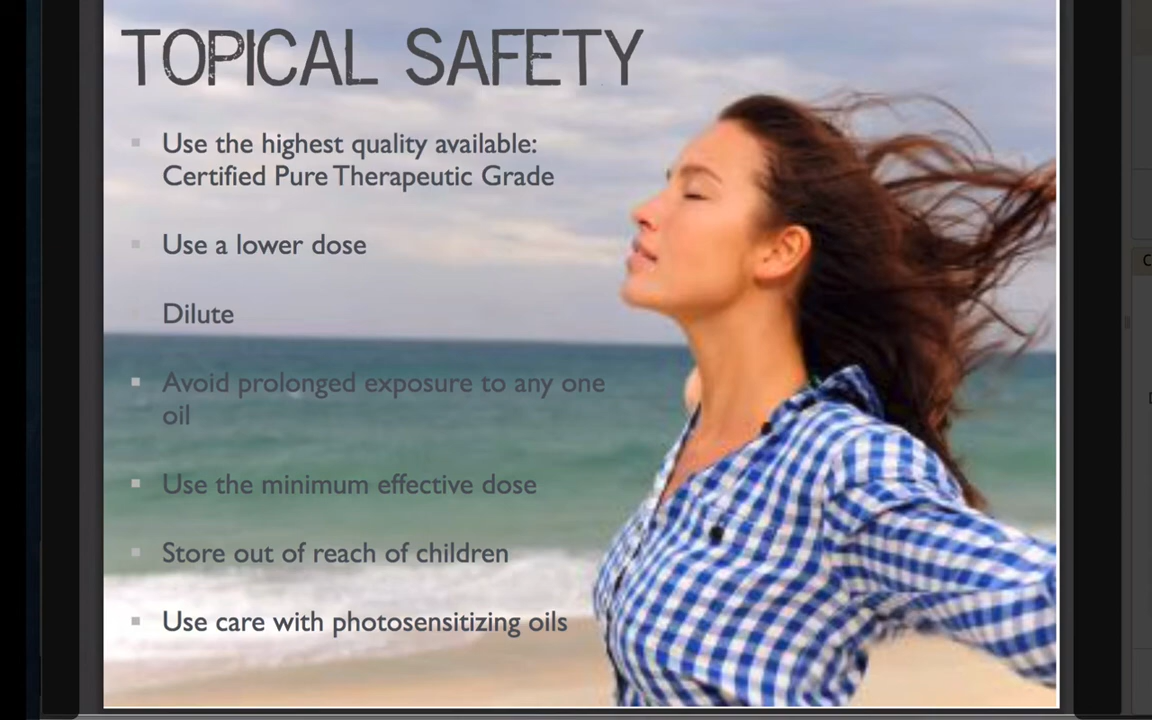 TOPICAL SAFETY
Use the highest quality available:
Certified Pure Therapeutic Grade
Use a lower dose
Dilute
Avoid prolonged exposure to any one
oil
Use the minimum effective dose
Store out of reach of children
Use care with photosensitizing oils